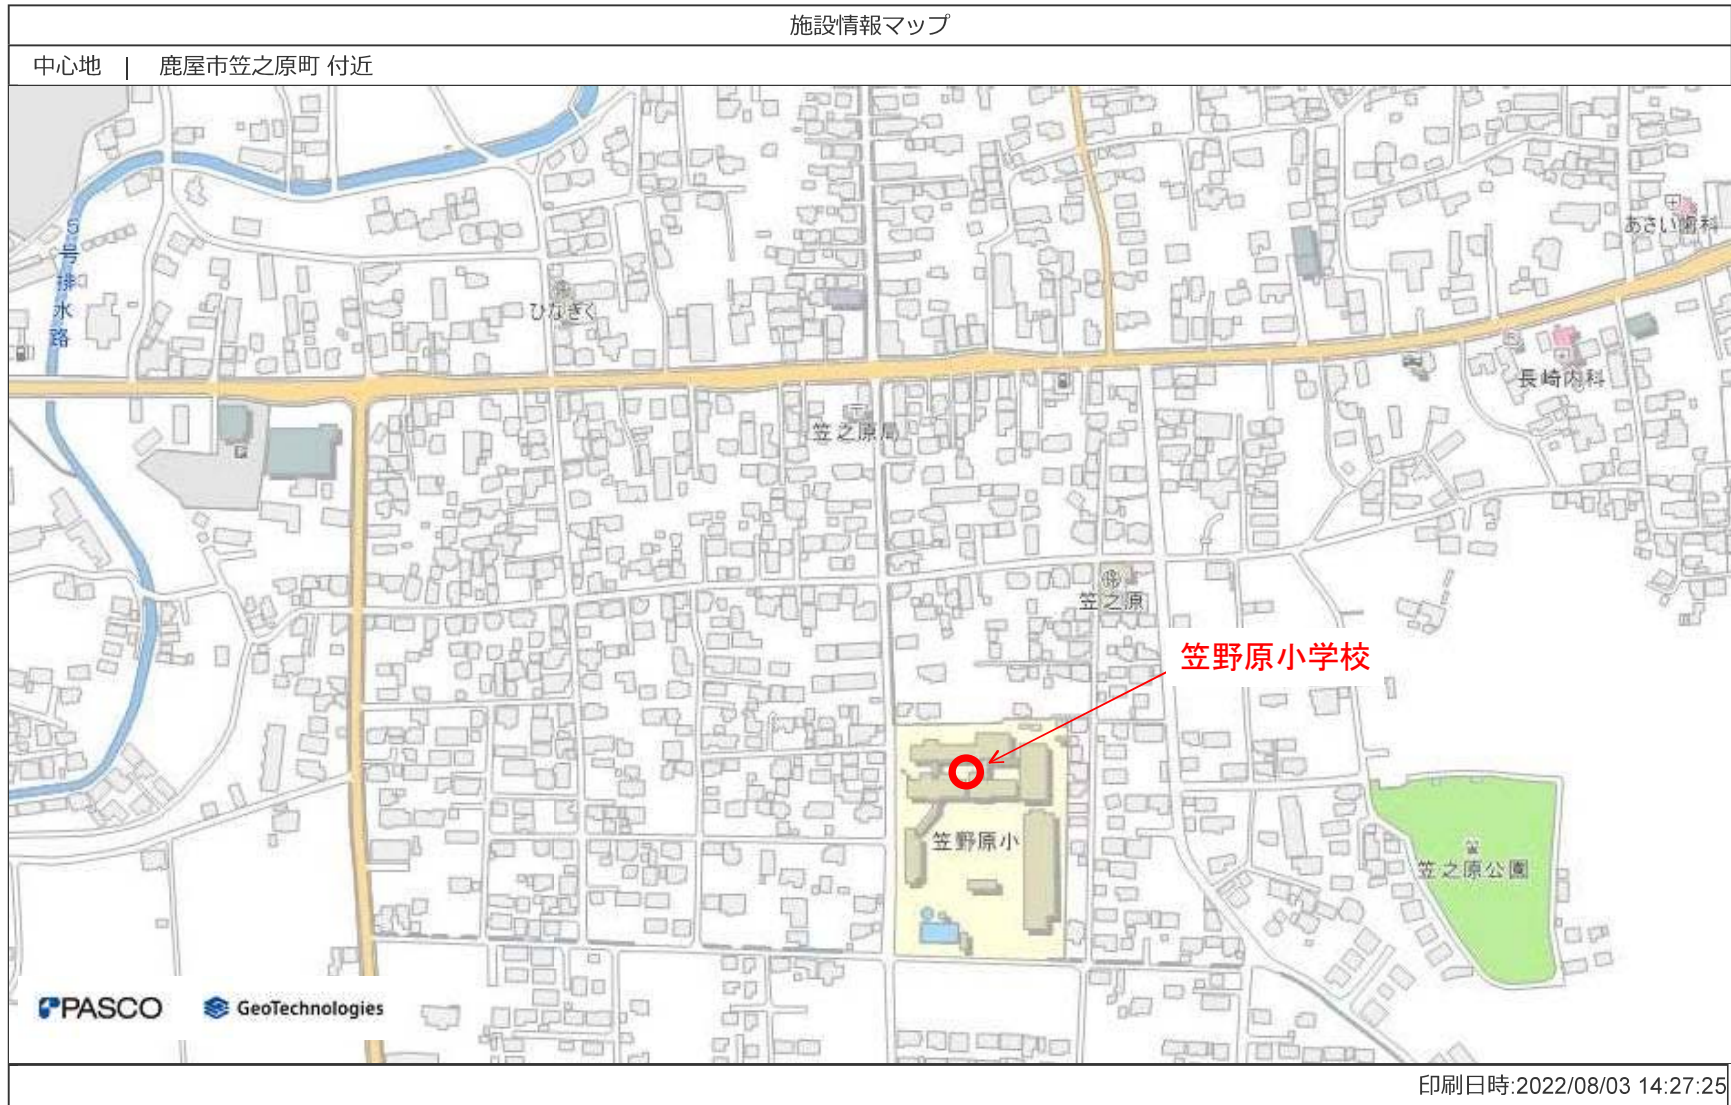 施設情報マップ
中心地 | 鹿屋市笠之原町 付近
あさい歯科
5号排水路
ひなぎく
長崎内科
笠之原局
笠之原
笠野原小学校
笠野原小
笠之原公園
PASCO
GeoTechnologies
印刷日時:2022/08/03 14:27:25